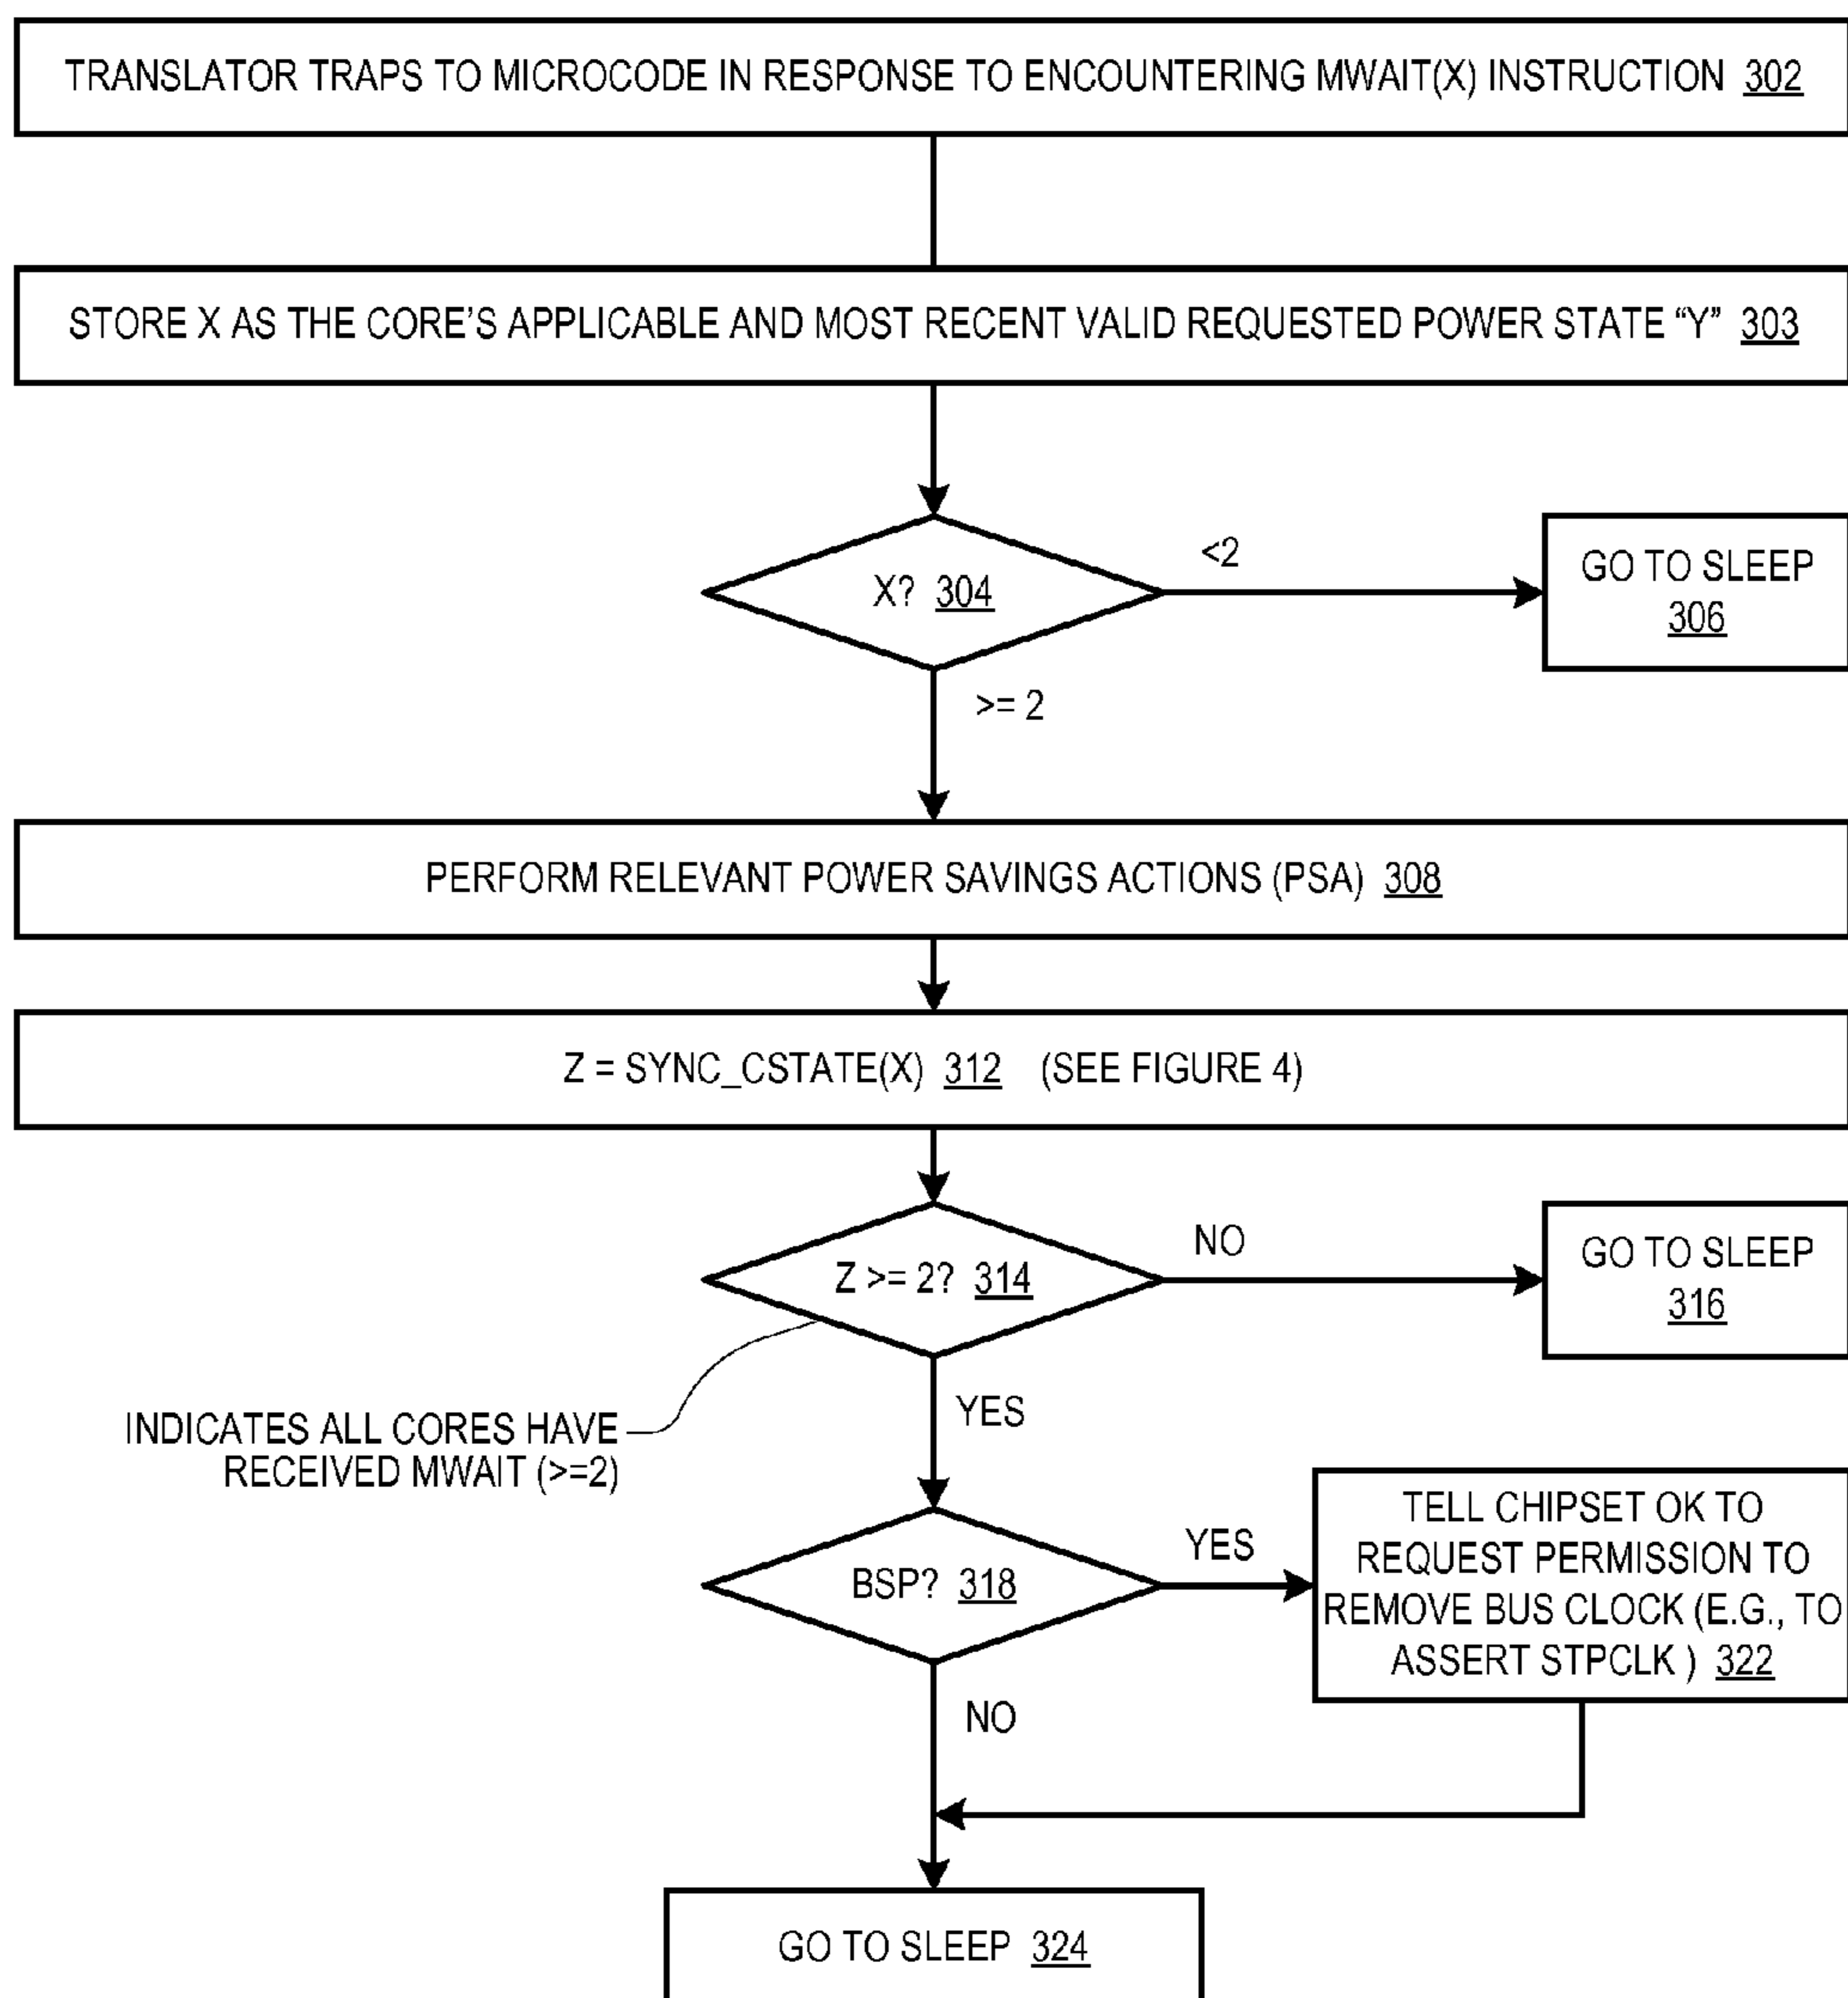 TRANSLATOR TRAPS TO MICROCODE IN RESPONSE TO ENCOUNTERING MWAIT(X) INSTRUCTION 302
STORE X AS THE CORE'S APPLICABLE AND MOST RECENT VALID REQUESTED POWER STATE “Y” 303
X? 304
<2
GO TO SLEEP
306
>= 2
PERFORM RELEVANT POWER SAVINGS ACTIONS (PSA) 308
Z = SYNC_CSTATE(X) 312 (SEE FIGURE 4)
Z >= 2? 314
NO
GO TO SLEEP
316
INDICATES ALL CORES HAVE
RECEIVED MWAIT (>=2)
YES
BSP? 318
YES
TELL CHIPSET OK TO
REQUEST PERMISSION TO
REMOVE BUS CLOCK (E.G., TO
ASSERT STPCLK ) 322
NO
GO TO SLEEP 324